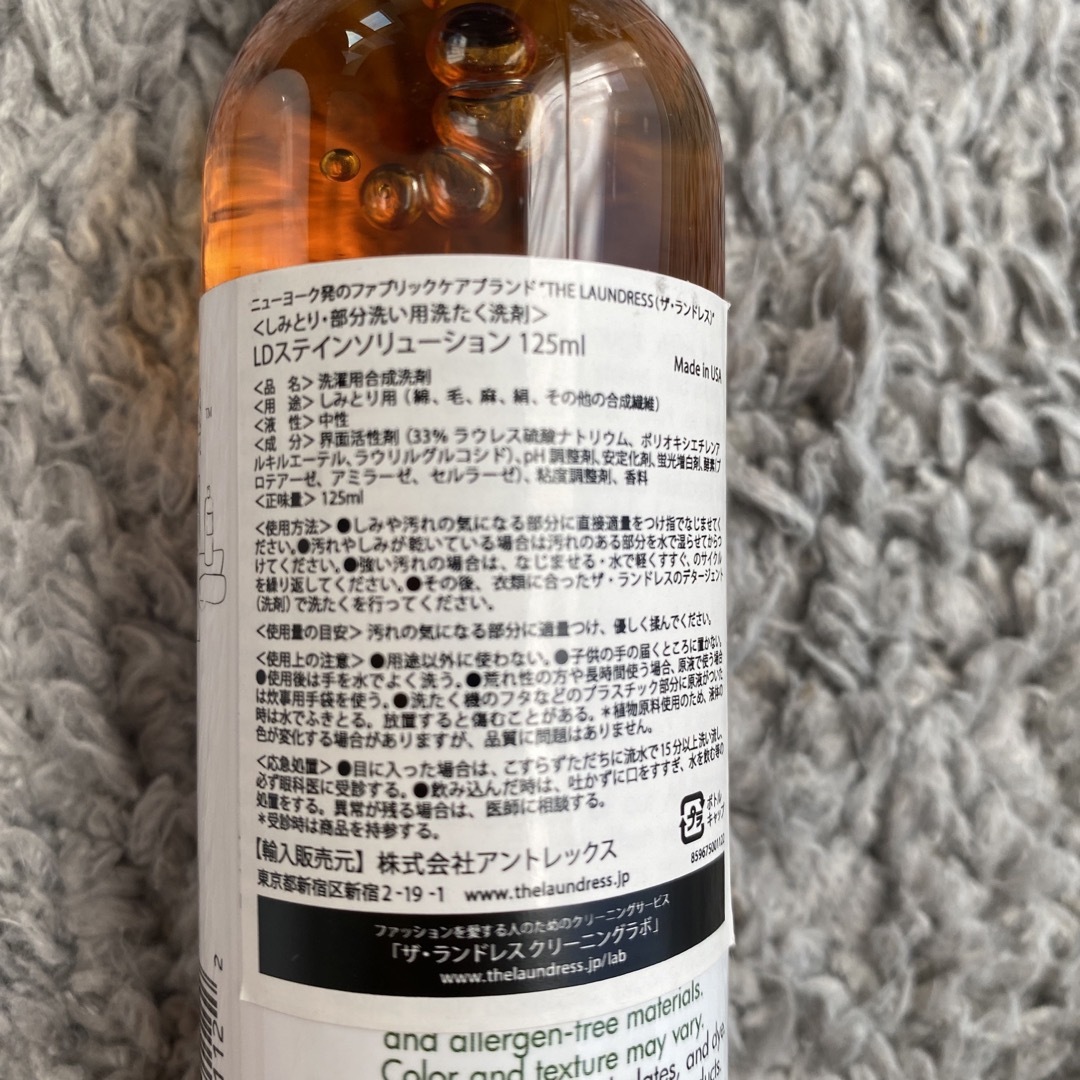 ニューヨーク発のファブリックケアブランド"THE LAUNDRESS(ザ・ランドレス)"
<しみとり・部分洗い用洗たく洗剤>
LDステインソリューション 125ml
Made in USA
<品 名> 洗濯用合成洗剤
<用 途> しみとり用(綿、毛、麻、絹、その他の合成繊維)
<液 性> 中性
<成 分> 界面活性剤(33% ラウレス硫酸ナトリウム、ポリオキシエチレンア
ルキルエーテル、ラウリルグルコシド)、pH調整剤、安定化剤、蛍光増白剤、酵素(プ
ロテアーゼ、アミラーゼ、セルラーゼ)、粘度調整剤、香料
<正味量> 125ml
<使用方法> ●しみや汚れの気になる部分に直接適量をつけ指でなじませてく
ださい。●汚れやしみが乾いている場合は汚れのある部分を水で湿らせてからつ
けてください。●強い汚れの場合は、なじませる・水で軽くすすぐ、のサイクル
を繰り返してください。●その後、衣類に合ったザ・ランドレスのデタージェント
(洗剤)で洗たくを行ってください。
<使用量の目安> 汚れの気になる部分に適量つけ、優しく揉んでください。
<使用上の注意> ●用途以外に使わない。●子供の手の届くところに置かない。
●使用後は手を水でよく洗う。●荒れ性の方や長時間使う場合、原液で使う場合
は炊事用手袋を使う。●洗たく機のフタなどのプラスチック部分に原液がついた
時は水でふきとる。放置すると傷むことがある。*植物原料使用のため、液体の
色が変化する場合がありますが、品質に問題はありません。
<応急処置> ●目に入った場合は、こすらずただちに流水で15分以上洗い流し、
必ず眼科医に受診する。●飲み込んだ時は、吐かずに口をすすぎ、水を飲む等の
処置をする。異常が残る場合は、医師に相談する。
*受診時は商品を持参する。
プラ
ボトル
キャップ
859675001122
【輸入販売元】株式会社アントレックス
東京都新宿区新宿2-19-1 www.thelaundress.jp
ファッションを愛する人のためのクリーニングサービス
「ザ・ランドレス クリーニングラボ」
www.thelaundress.jp/lab
and allergen-free materials.
Color and texture may vary.